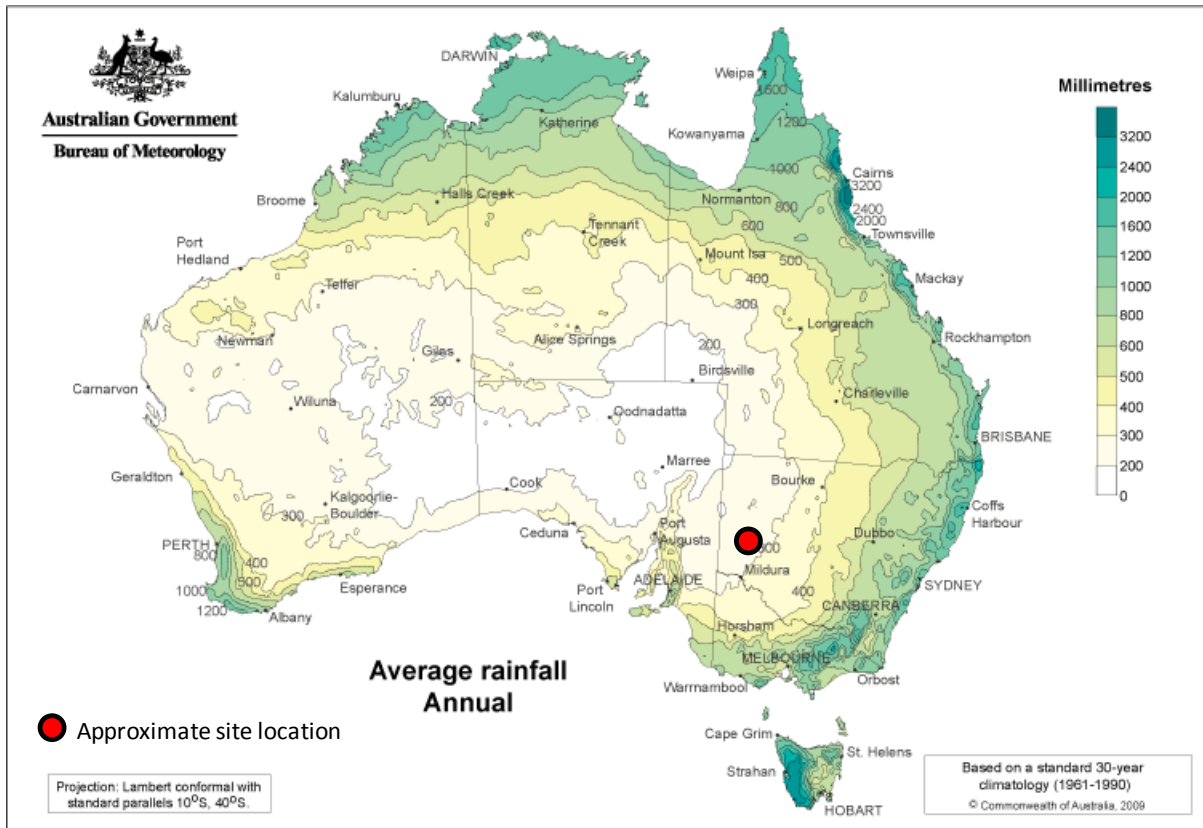 Australian Government
Bureau of Meteorology
DARWIN
Kalumburu
Katherine
Weipa
1600
Kowanyama
1200
1000
Cairns
3200
2400
2000
Normanton
800
600
Townsville
Broome
Halls Creek
Tennant
Creek
Mount Isa
500
400
300
Mackay
Port
Hedland
Telfer
Newman
Giles
Alice Springs
Longreach
Rockhampton
200
Birdsville
Carnarvon
Wiluna
200
Oodnadatta
Charleville
BRISBANE
Marree
Geraldton
Cook
Bourke
Kalgoorlie-
Boulder
300
Coffs
Harbour
Ceduna
Port
Augusta
Dubbo
PERTH
800
400
500
1000
1200
Esperance
Albany
Port
Lincoln
ADELAIDE
Mildura
400
SYDNEY
CANBERRA
Horsham
MELBOURNE
Warrnambool
Orbost
Cape Grim
St. Helens
Strahan
HOBART
Millimetres
3200
2400
2000
1600
1200
1000
800
600
500
400
300
200
0
Average rainfall
Annual
Approximate site location
Projection: Lambert conformal with
standard parallels 10⁰S, 40⁰S.
Based on a standard 30-year
climatology (1961-1990)
© Commonwealth of Australia, 2009